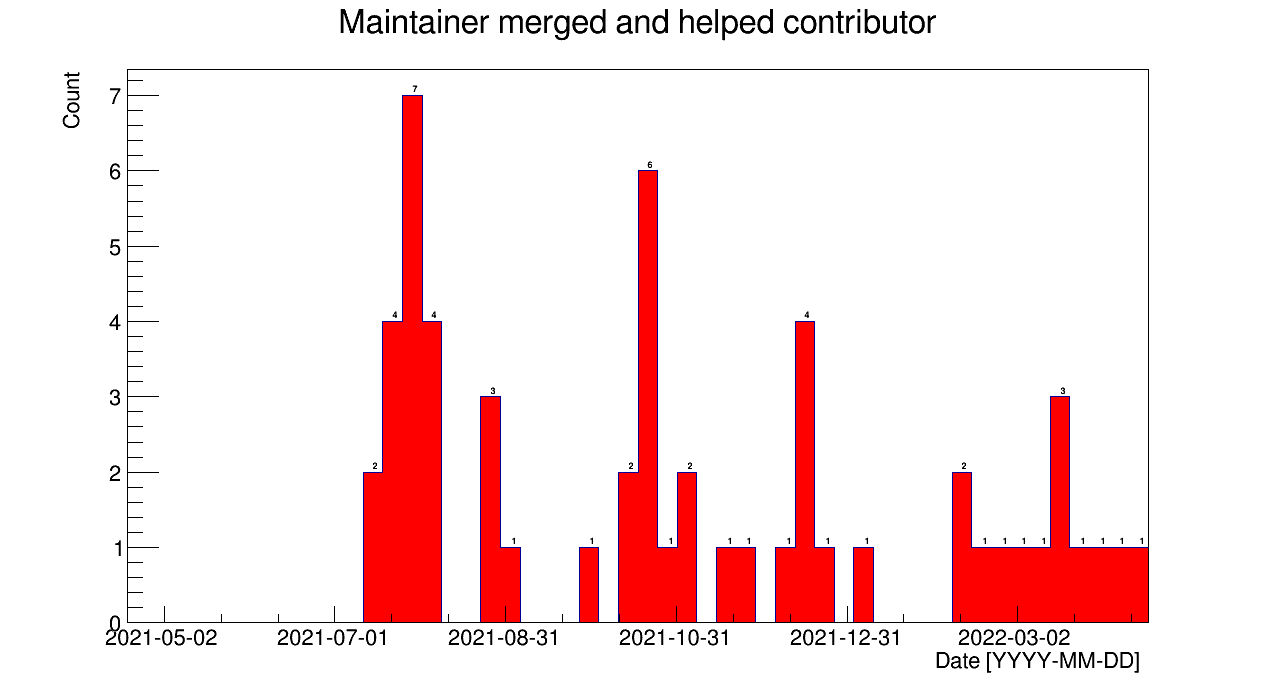 Maintainer merged and helped contributor
Count
7
6
5
4
3
2
1
0
2 4 7 4 3 1 1 2 6 1 2 1 1 1 4 1 1 2 1 1 1 1 3 1 1 1 1
2021-05-02 2021-07-01 2021-08-31 2021-10-31 2021-12-31 2022-03-02
Date [YYYY-MM-DD]